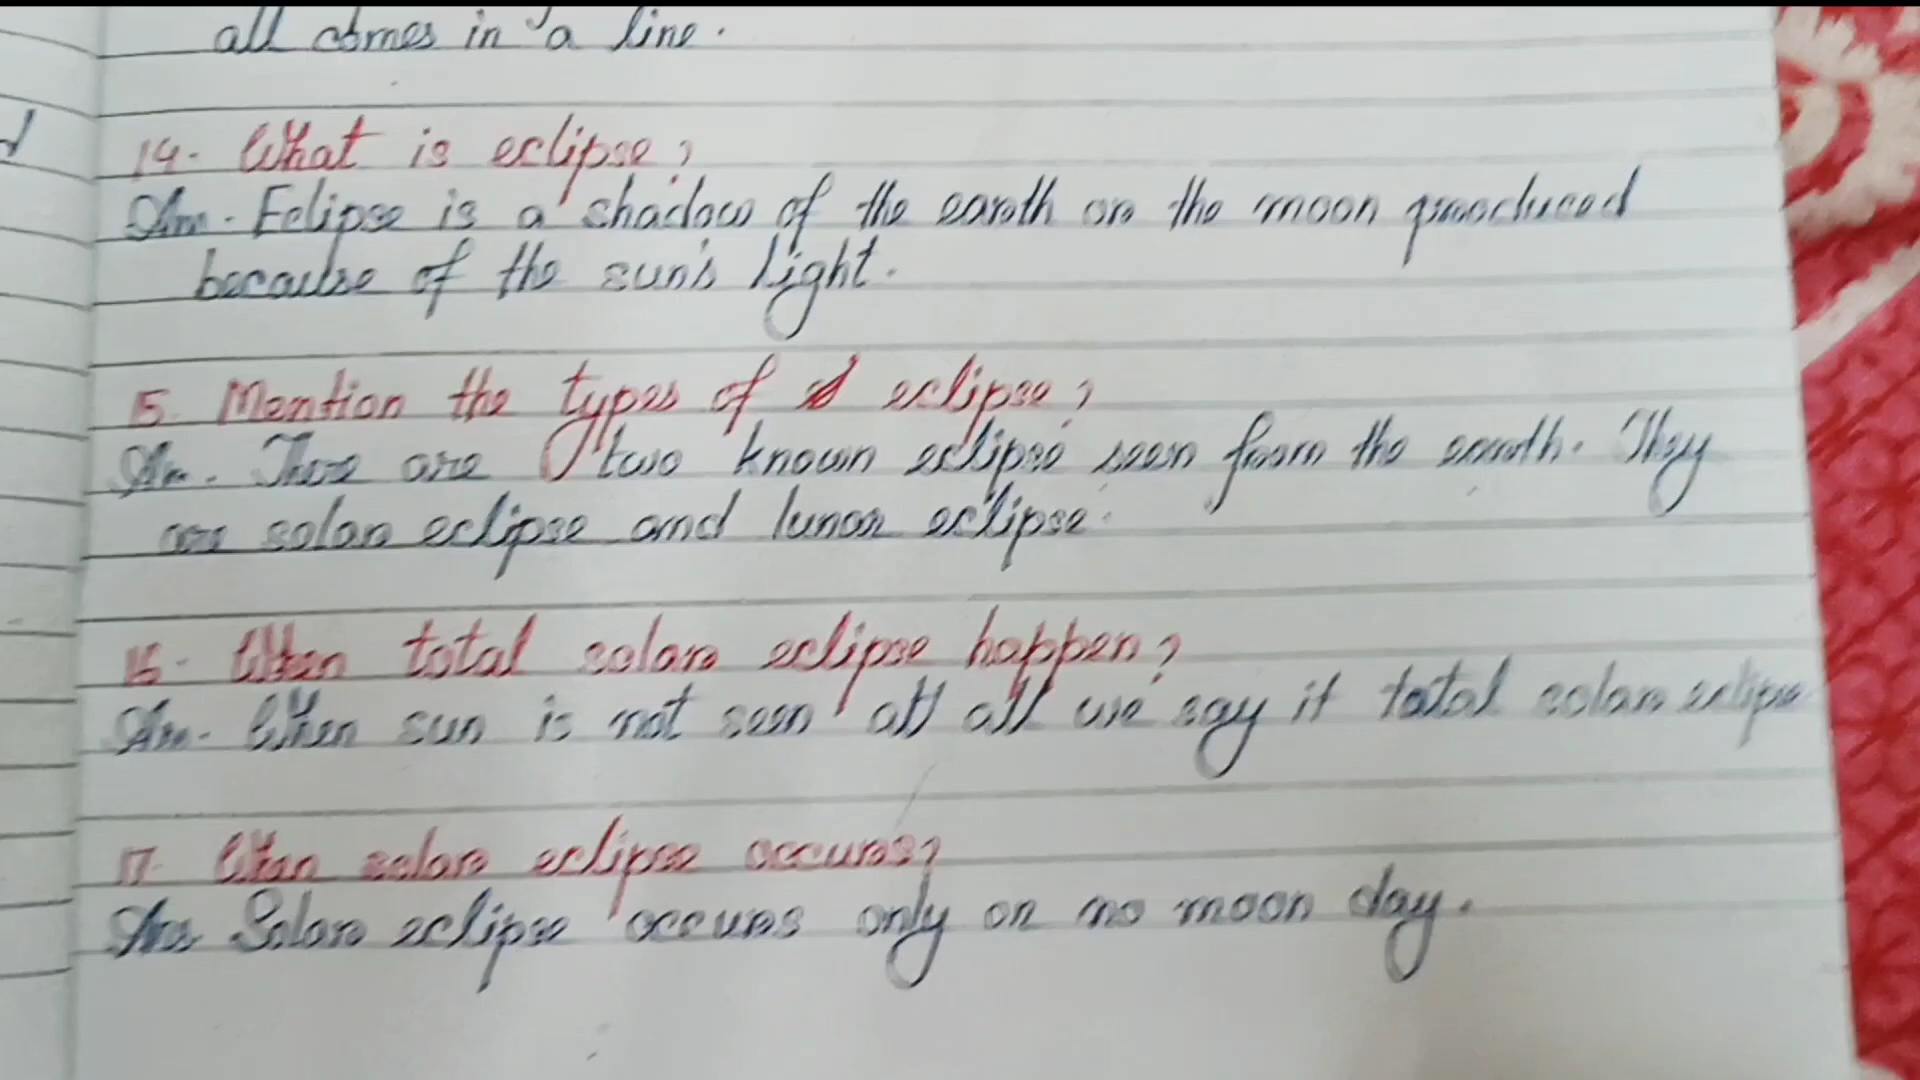 all comes in a line.
14. What is eclipse?
Ans. Eclipse is a shadow of the earth on the moon produced
because of the sun's light.
15. Mention the types of eclipse?
Ans. There are two known eclipse seen from the earth. They
are solar eclipse and lunar eclipse.
16. When total solar eclipse happen?
Ans. When sun is not seen at all we say it total solar eclipse
17. When solar eclipse occurs?
Ans Solar eclipse occurs only on no moon day.